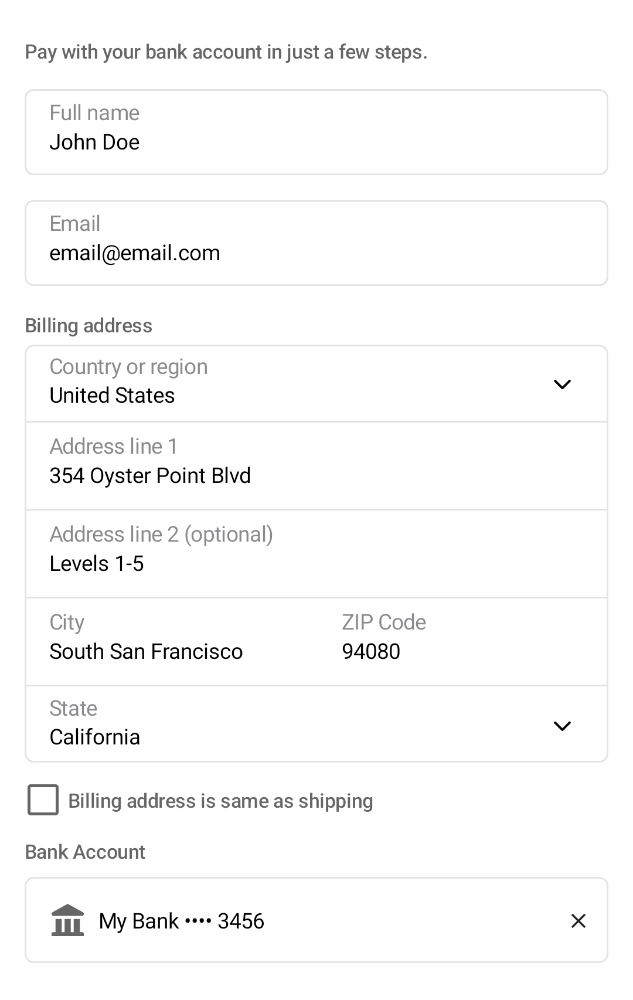 Pay with your bank account in just a few steps.
Full name
John Doe
Email
email@email.com
Billing address
Country or region
United States
Address line 1
354 Oyster Point Blvd
Address line 2 (optional)
Levels 1-5
City ZIP Code
South San Francisco 94080
State
California
Billing address is same as shipping
Bank Account
My Bank •••• 3456